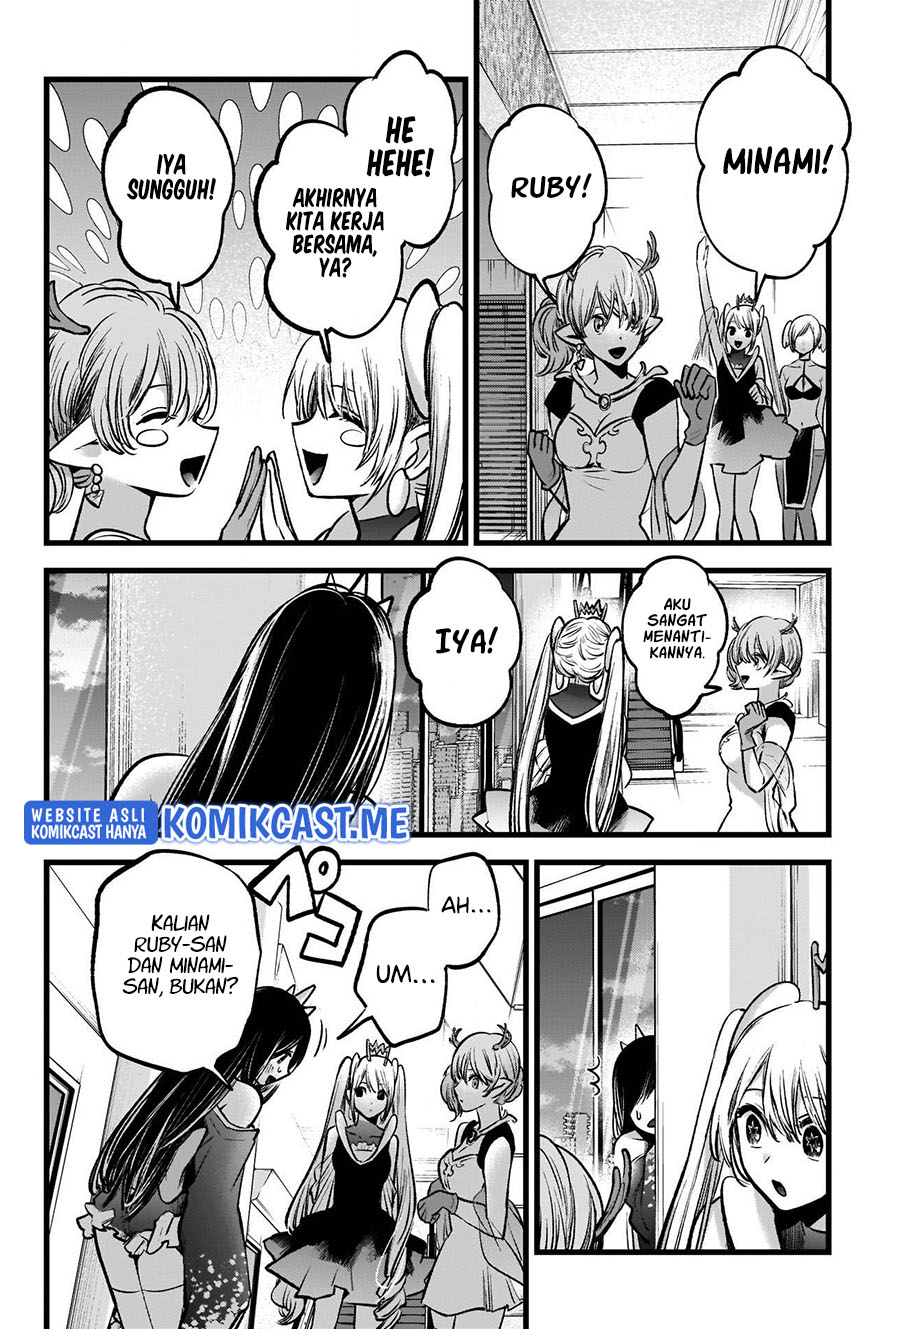 MINAMI!
RUBY!
HE
HEHE!
AKHIRNYA
KITA KERJA
BERSAMA,
YA?
IYA
SUNGGUH!
AKU
SANGAT
MENANTI-
KANNYA.
IYA!
WEBSITE ASLI
KOMIKCAST HANYA
KOMIKCAST.ME
AH...
UM...
ペコ
KALIAN
RUBY-SAN
DAN MINAMI-
SAN, BUKAN?